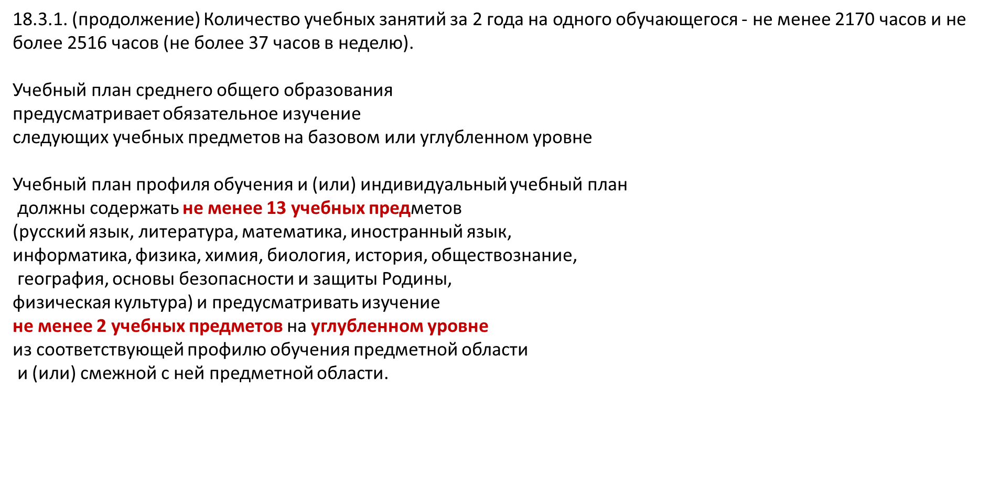 18.3.1. (продолжение) Количество учебных занятий за 2 года на одного обучающегося - не менее 2170 часов и не
более 2516 часов (не более 37 часов в неделю).
Учебный план среднего общего образования
предусматривает обязательное изучение
следующих учебных предметов на базовом или углубленном уровне
Учебный план профиля обучения и (или) индивидуальный учебный план
должны содержать не менее 13 учебных предметов
(русский язык, литература, математика, иностранный язык,
информатика, физика, химия, биология, история, обществознание,
география, основы безопасности и защиты Родины,
физическая культура) и предусматривать изучение
не менее 2 учебных предметов на углубленном уровне
из соответствующей профилю обучения предметной области
и (или) смежной с ней предметной области.